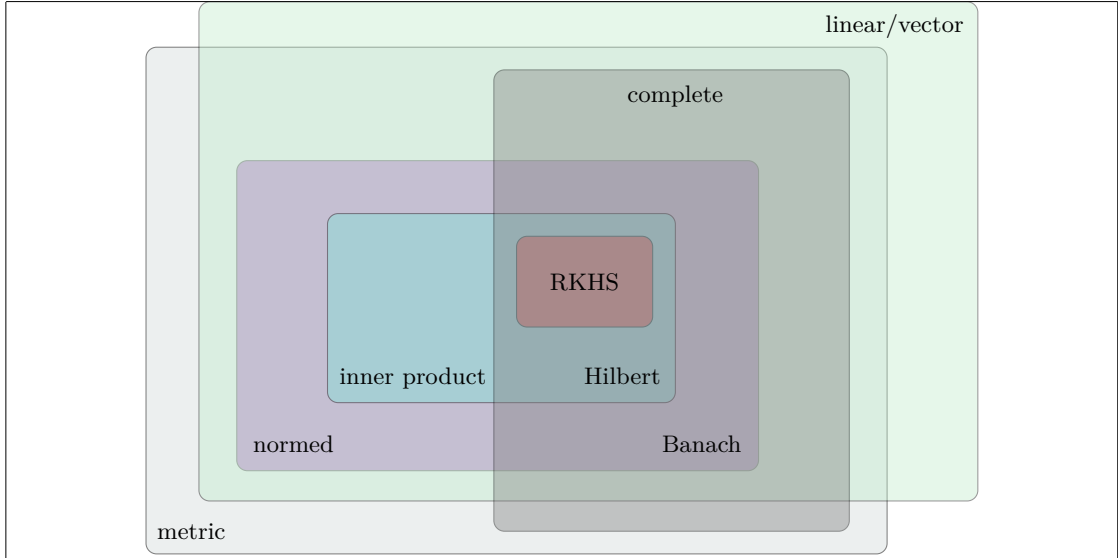 linear/vector
complete
RKHS
inner product
Hilbert
normed
Banach
metric